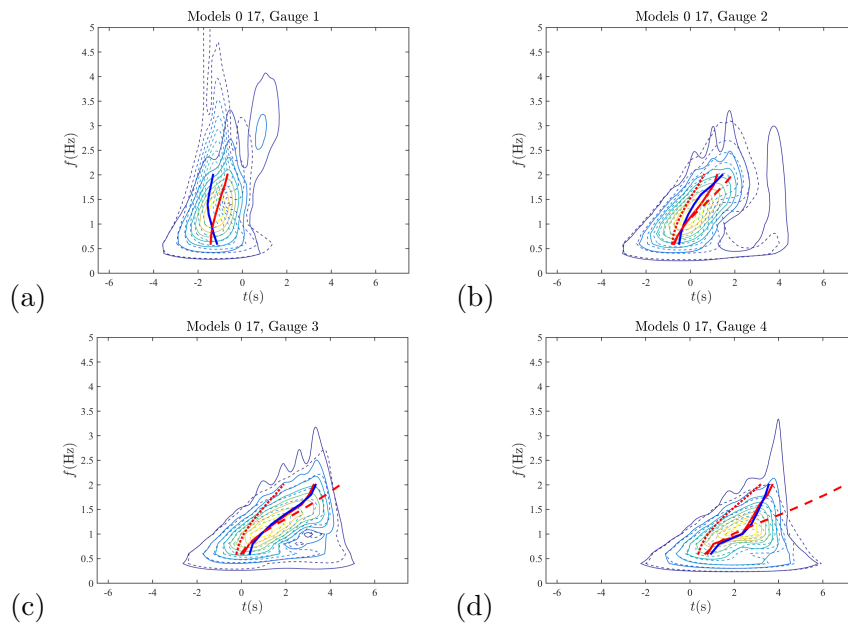 Models 0 17, Gauge 1
5
4.5
4
3.5
3
2.5
2
1.5
1
0.5
0
f(Hz)
-6 -4 -2 0 2 4 6
t(s)
(a)
Models 0 17, Gauge 2
5
4.5
4
3.5
3
2.5
2
1.5
1
0.5
0
f(Hz)
-6 -4 -2 0 2 4 6
t(s)
(b)
Models 0 17, Gauge 3
5
4.5
4
3.5
3
2.5
2
1.5
1
0.5
0
f(Hz)
-6 -4 -2 0 2 4 6
t(s)
(c)
Models 0 17, Gauge 4
5
4.5
4
3.5
3
2.5
2
1.5
1
0.5
0
f(Hz)
-6 -4 -2 0 2 4 6
t(s)
(d)